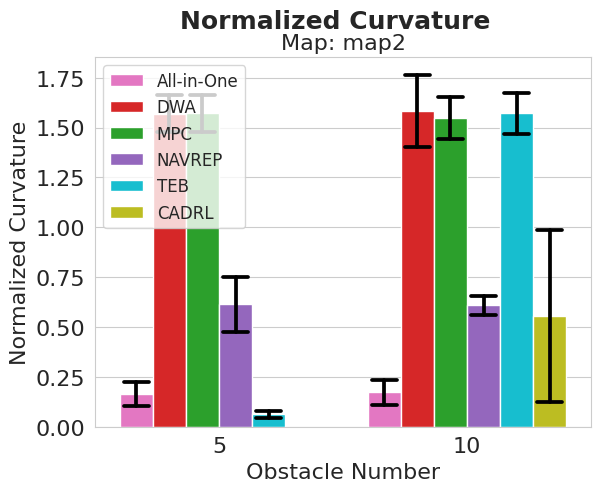 Normalized Curvature
Map: map2
Normalized Curvature
1.75
1.50
1.25
1.00
0.75
0.50
0.25
0.00
All-in-One
DWA
MPC
NAVREP
TEB
CADRL
5
10
Obstacle Number